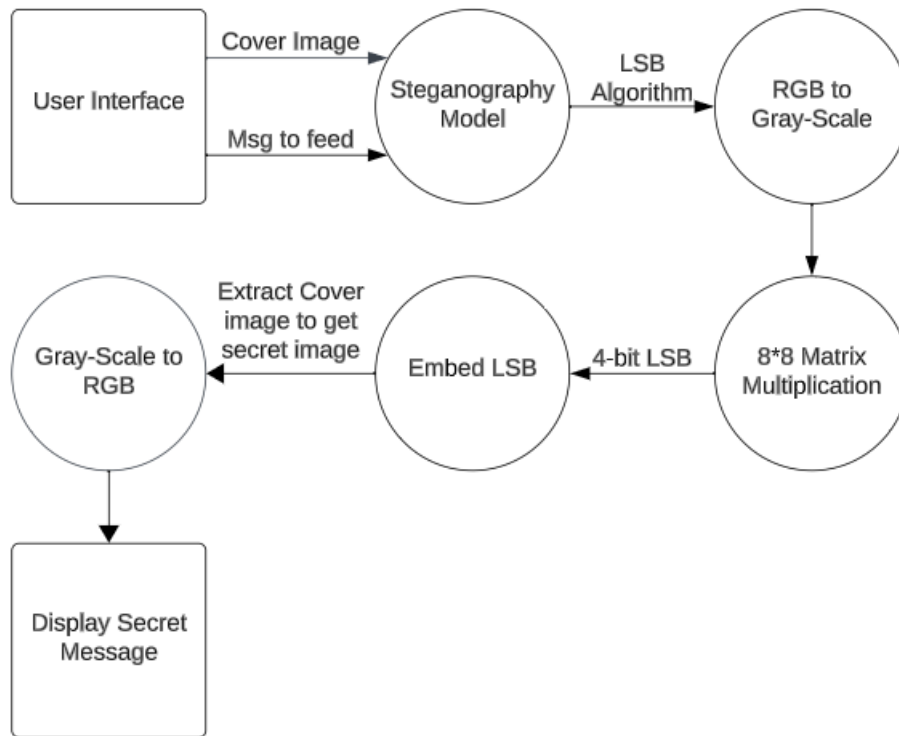 User Interface
Cover Image
Msg to feed
Steganography
Model
LSB
Algorithm
RGB to
Gray-Scale
8*8 Matrix
Multiplication
4-bit LSB
Embed LSB
Extract Cover
image to get
secret image
Gray-Scale to
RGB
Display Secret
Message